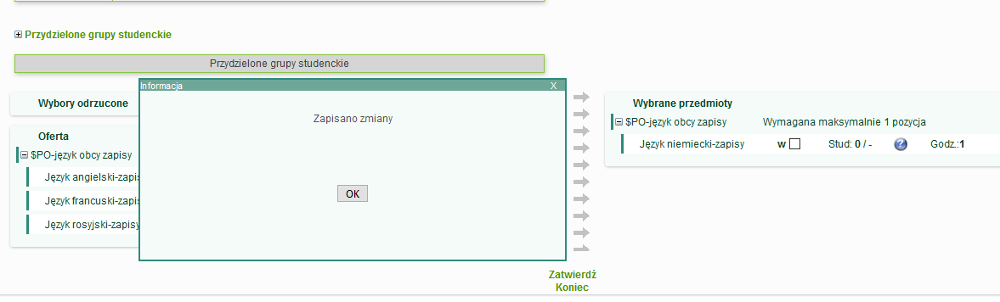 Przydzielone grupy studenckie
Przydzielone grupy studenckie
Wybory odrzucone
Oferta
$PO-język obcy zapisy
Język angielski-zapis
Język francuski-zapis
Język rosyjski-zapisy
Informacja X
Zapisano zmiany
OK
Zatwierdź
Koniec
Wybrane przedmioty
$PO-język obcy zapisy Wymagana maksymalnie 1 pozycja
Język niemiecki-zapisy w Stud: 0 / - ? Godz.:1